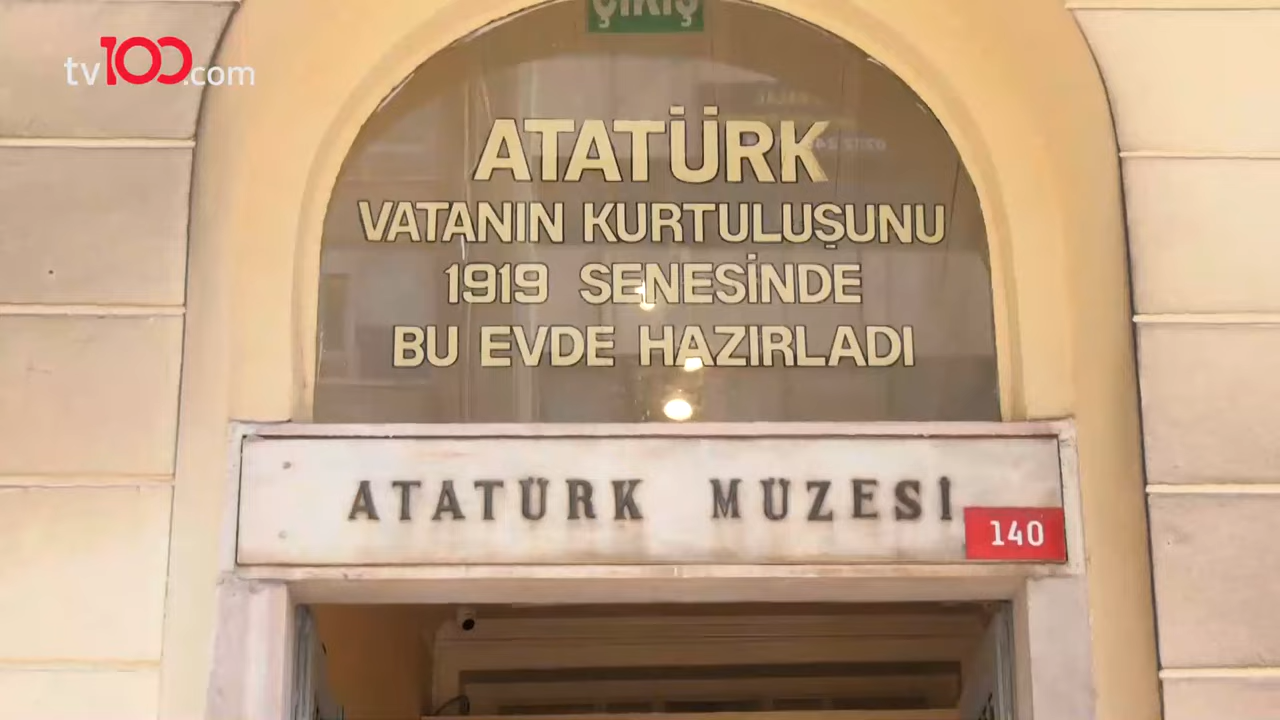 ÇIKIŞ
tv100.com
ATATÜRK
VATANIN KURTULUŞUNU
1919 SENESİNDE
BU EVDE HAZIRLADI
ATATÜRK MÜZESİ
140